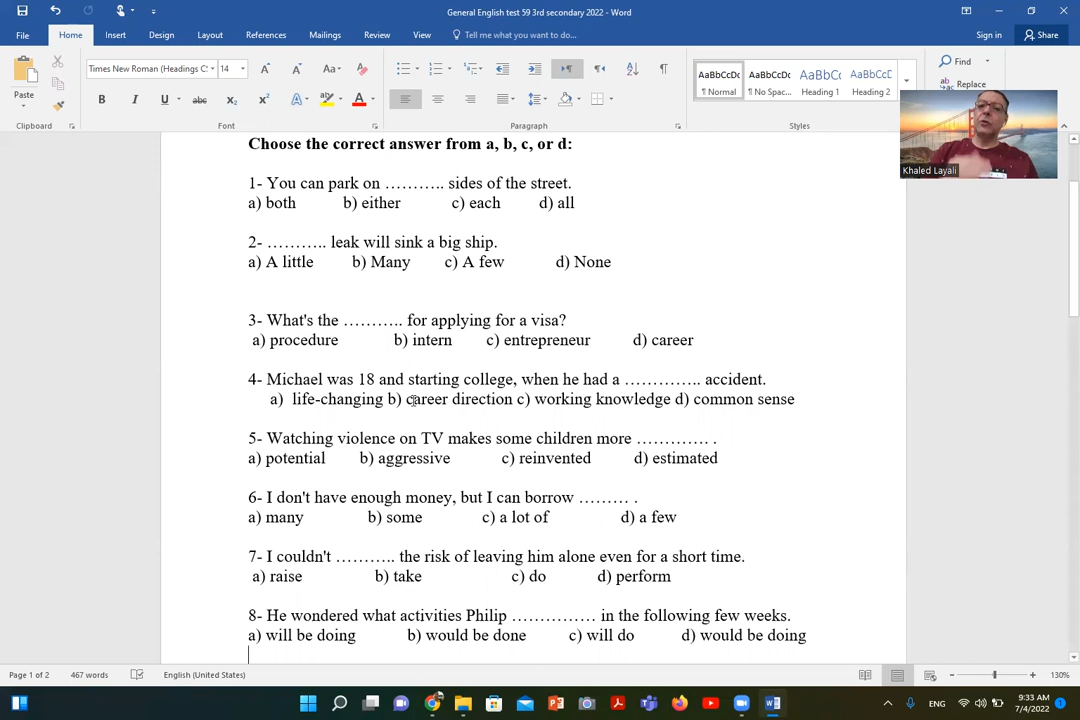 General English test 59 3rd secondary 2022 - Word
File Home Insert Design Layout References Mailings Review View Tell me what you want to do... Sign in Share
Paste
Times New Roman (Headings C: 14
AaBbCcDc AaBbCcDc AaBbCc AaBbCcD
¶ Normal ¶ No Spac... Heading 1 Heading 2
Find
Replace
Clipboard Font Paragraph Styles
Khaled Layali
Choose the correct answer from a, b, c, or d:
1- You can park on ……….. sides of the street.
a) both b) either c) each d) all
2- ……….. leak will sink a big ship.
a) A little b) Many c) A few d) None
3- What's the ……….. for applying for a visa?
a) procedure b) intern c) entrepreneur d) career
4- Michael was 18 and starting college, when he had a ………….. accident.
a) life-changing b) career direction c) working knowledge d) common sense
5- Watching violence on TV makes some children more …………. .
a) potential b) aggressive c) reinvented d) estimated
6- I don't have enough money, but I can borrow ……… .
a) many b) some c) a lot of d) a few
7- I couldn't ……….. the risk of leaving him alone even for a short time.
a) raise b) take c) do d) perform
8- He wondered what activities Philip …………… in the following few weeks.
a) will be doing b) would be done c) will do d) would be doing
Page 1 of 2 467 words English (United States) 130%
ENG 9:33 AM
7/4/2022